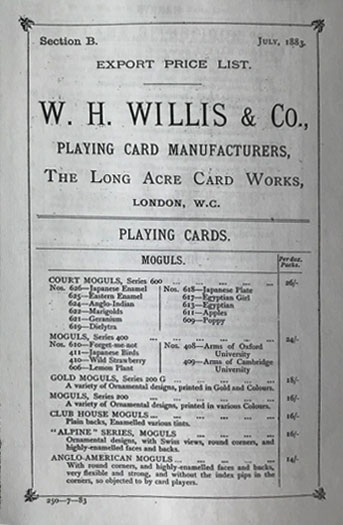 Section B. July, 1883.
EXPORT PRICE LIST.
W. H. WILLIS & Co.,
PLAYING CARD MANUFACTURERS,
The Long Acre Card Works,
LONDON, W.C.
PLAYING CARDS.
MOGULS. Per doz. Packs.
COURT MOGULS, Series 600 ... ... ... ... 26/-
Nos. 626—Japanese Enamel Nos. 618—Japanese Plate
625—Eastern Enamel 617—Egyptian Girl
624—Anglo-Indian 613—Egyptian
622—Marigolds 611—Apples
621—Geranium 609—Poppy
619—Dielytra
MOGULS, Series 400 ... ... ... ... ... 24/-
Nos. 610—Forget-me-not Nos. 408—Arms of Oxford
411—Japanese Birds University
410—Wild Strawberry 409—Arms of Cambridge
606—Lemon Plant University
GOLD MOGULS, Series 200 G ... ... ... ... 18/-
A variety of Ornamental designs, printed in Gold and Colours.
MOGULS, Series 200 ... ... ... ... ... 16/-
A variety of Ornamental designs, printed in various Colours.
CLUB HOUSE MOGULS ... ... ... ... ... 16/-
Plain backs, Enamelled various tints.
"ALPINE" SERIES, MOGULS ... ... ... ... 16/-
Ornamental designs, with Swiss views, round corners, and
highly-enamelled faces and backs.
ANGLO-AMERICAN MOGULS ... ... ... ... 14/-
With round corners, and highly-enamelled faces and backs,
very flexible and strong, and without the index pips in the
corners, so objected to by card players.
250—7—83